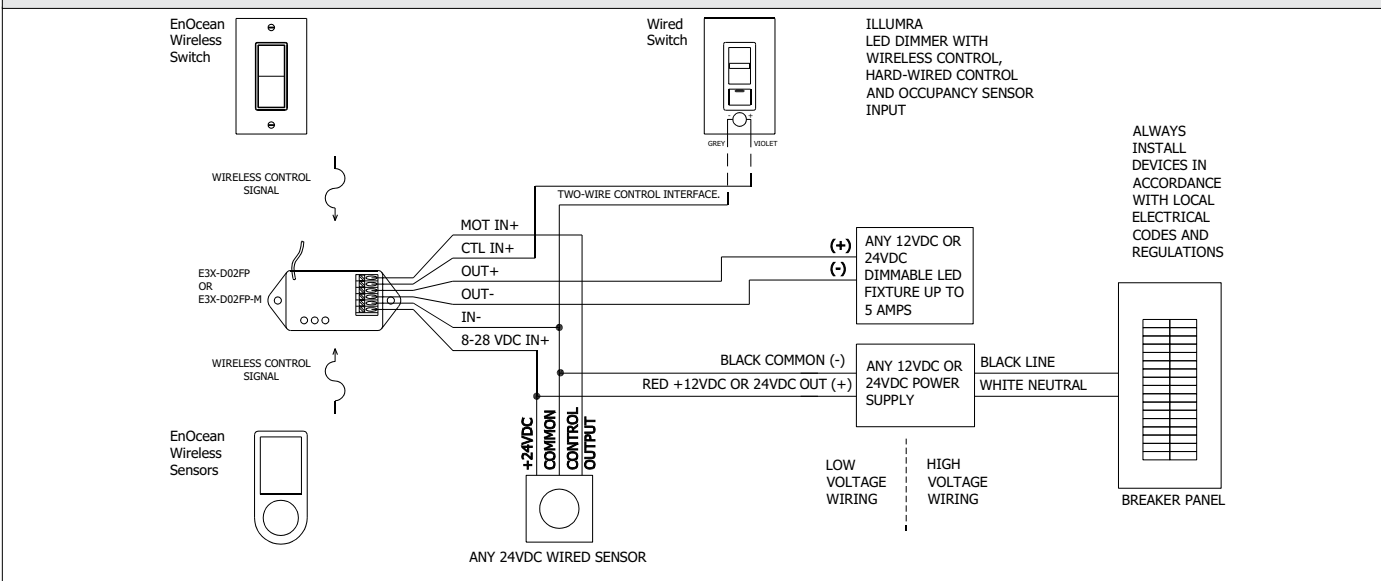 EnOcean
Wireless
Switch
Wired
Switch
ILLUMRA
LED DIMMER WITH
WIRELESS CONTROL,
HARD-WIRED CONTROL
AND OCCUPANCY SENSOR
INPUT
- +
GREY
VIOLET
ALWAYS
INSTALL
DEVICES IN
ACCORDANCE
WITH LOCAL
ELECTRICAL
CODES AND
REGULATIONS
WIRELESS CONTROL
SIGNAL
TWO-WIRE CONTROL INTERFACE.
MOT IN+
CTL IN+
OUT+
OUT-
IN-
8-28 VDC IN+
E3X-D02FP
OR
E3X-D02FP-M
(+)
(-)
ANY 12VDC OR
24VDC
DIMMABLE LED
FIXTURE UP TO
5 AMPS
WIRELESS CONTROL
SIGNAL
BLACK COMMON (-)
RED +12VDC OR 24VDC OUT (+)
ANY 12VDC OR
24VDC POWER
SUPPLY
BLACK LINE
WHITE NEUTRAL
EnOcean
Wireless
Sensors
+24VDC
COMMON
CONTROL
OUTPUT
LOW
VOLTAGE
WIRING
HIGH
VOLTAGE
WIRING
BREAKER PANEL
ANY 24VDC WIRED SENSOR